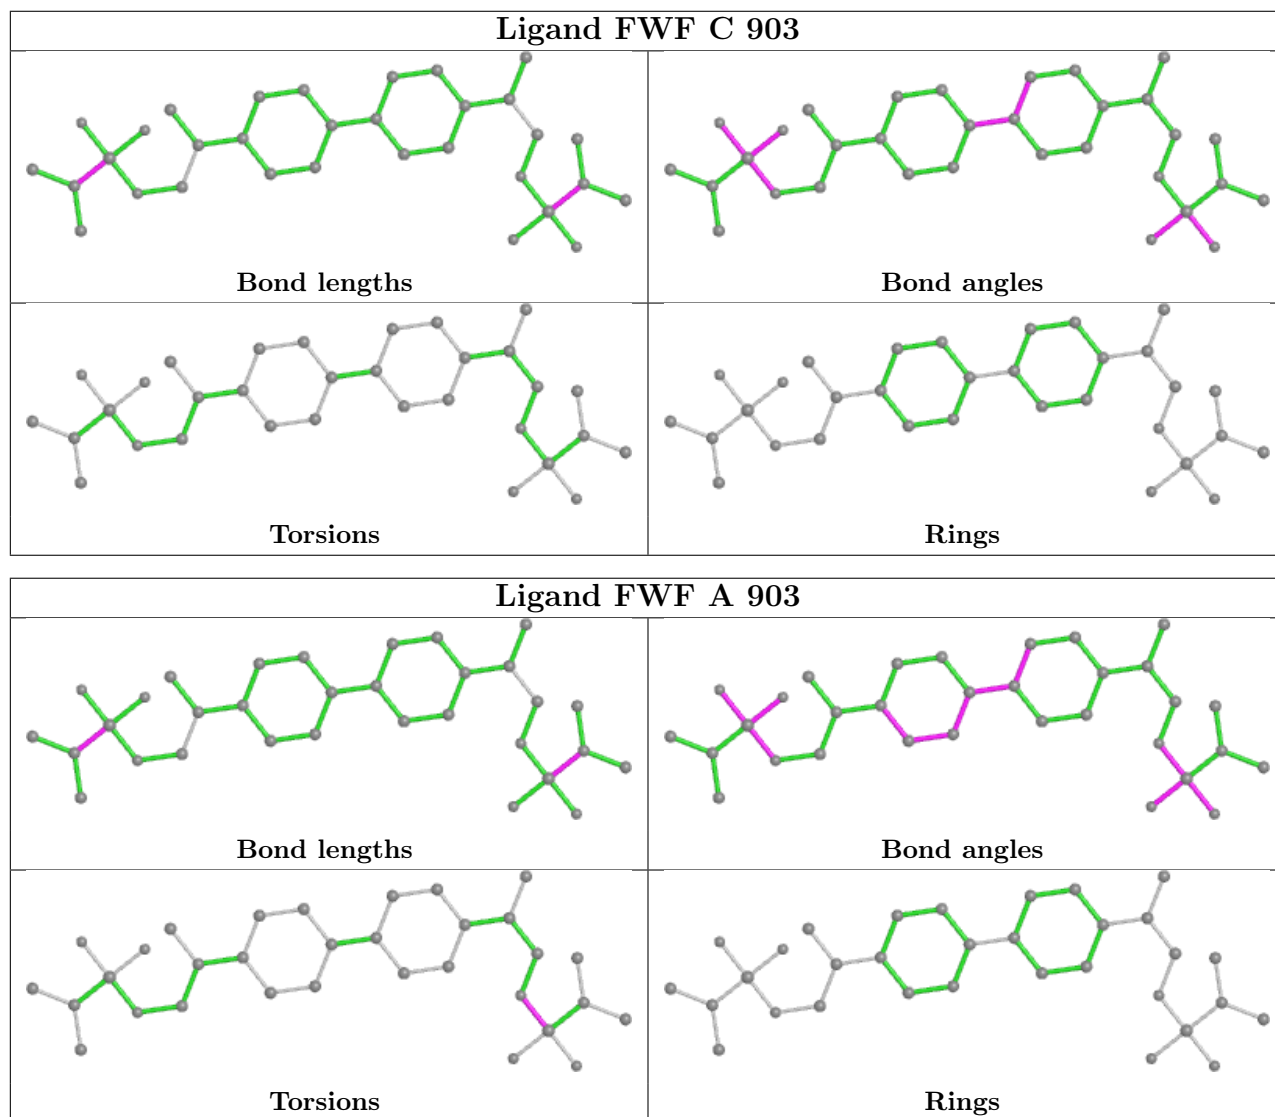 Ligand FWF C 903
Bond lengths
Bond angles
Torsions
Rings
Ligand FWF A 903
Bond lengths
Bond angles
Torsions
Rings